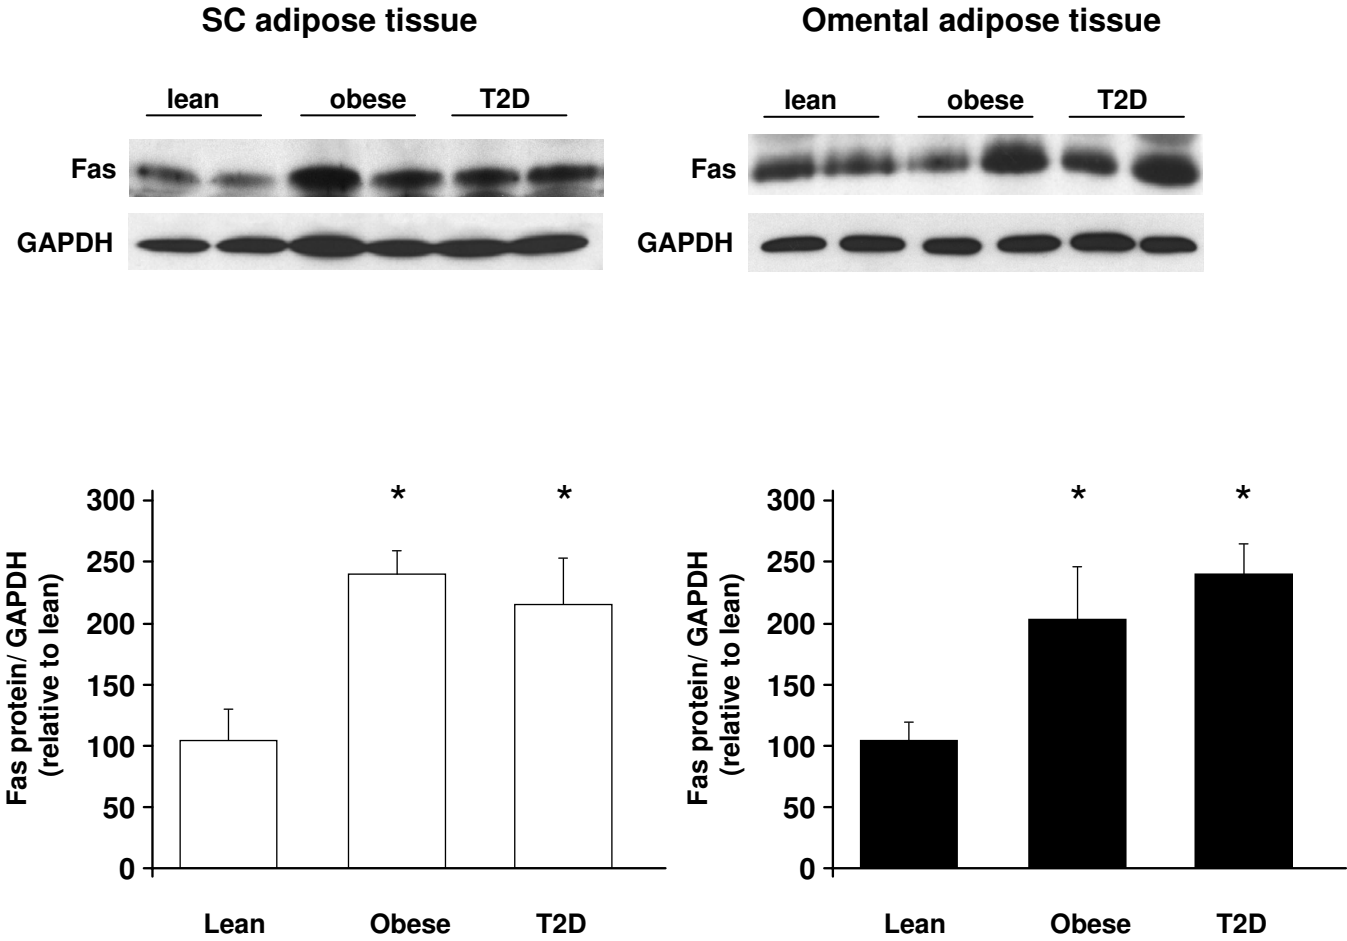 SC adipose tissue
lean obese T2D
Fas
GAPDH
Omental adipose tissue
lean obese T2D
Fas
GAPDH
Fas protein/ GAPDH
(relative to lean)
300
250
200
150
100
50
0
* *
Lean Obese T2D
Fas protein/ GAPDH
(relative to lean)
300
250
200
150
100
50
0
* *
Lean Obese T2D